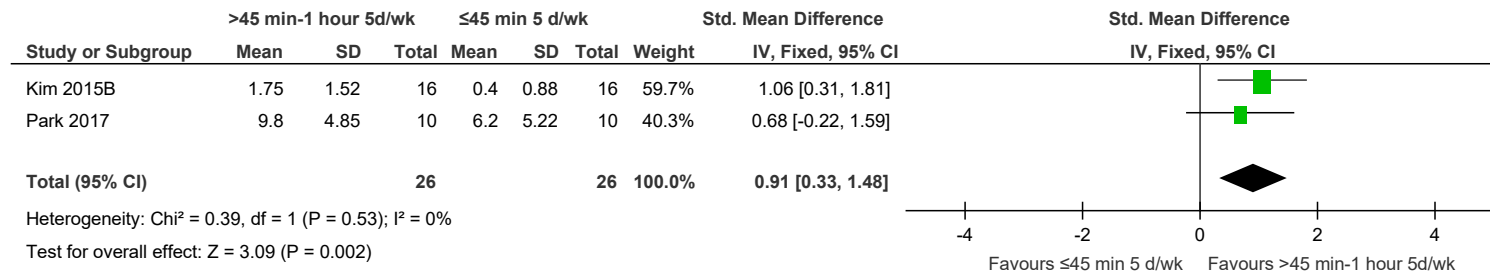 >45 min-1 hour 5d/wk ≤45 min 5 d/wk Std. Mean Difference Std. Mean Difference
Study or Subgroup Mean SD Total Mean SD Total Weight IV, Fixed, 95% CI IV, Fixed, 95% CI
Kim 2015B 1.75 1.52 16 0.4 0.88 16 59.7% 1.06 [0.31, 1.81]
Park 2017 9.8 4.85 10 6.2 5.22 10 40.3% 0.68 [-0.22, 1.59]
Total (95% CI) 26 26 100.0% 0.91 [0.33, 1.48]
Heterogeneity: Chi² = 0.39, df = 1 (P = 0.53); I² = 0%
Test for overall effect: Z = 3.09 (P = 0.002)
-4 -2 0 2 4
Favours ≤45 min 5 d/wk Favours >45 min-1 hour 5d/wk